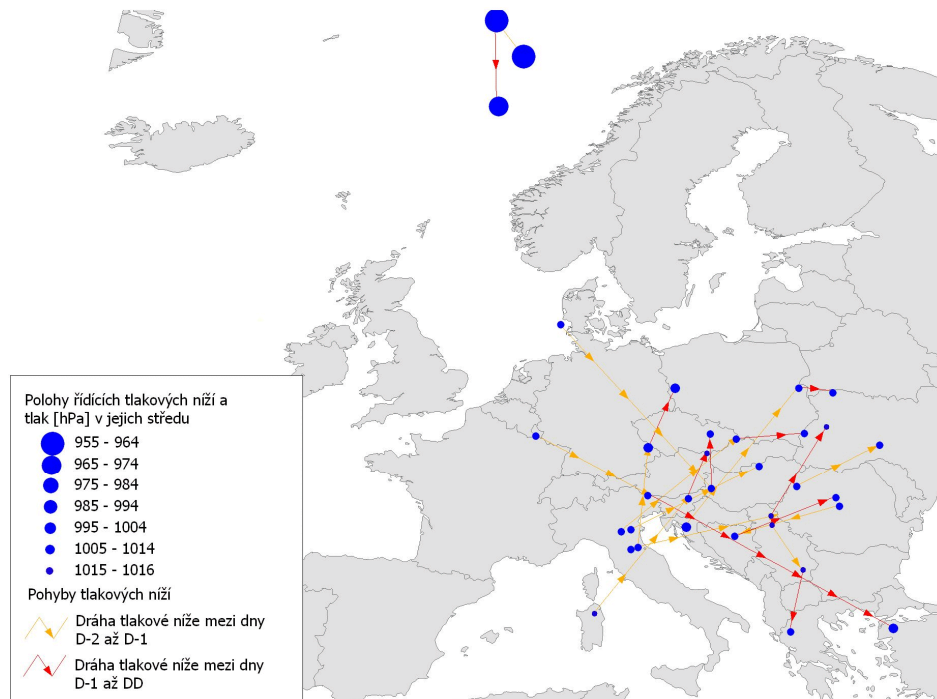 Polohy řídících tlakových níží a
tlak [hPa] v jejich středu
955 - 964
965 - 974
975 - 984
985 - 994
995 - 1004
1005 - 1014
1015 - 1016
Pohyby tlakových níží
Dráha tlakové níže mezi dny
D-2 až D-1
Dráha tlakové níže mezi dny
D-1 až DD